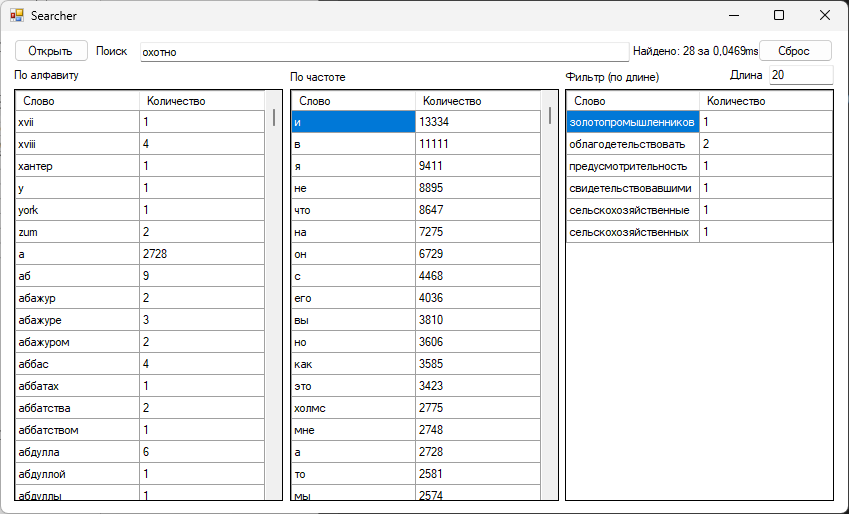 Searcher
Открыть Поиск охотно Найдено: 28 за 0,0469ms Сброс
По алфавиту По частоте Фильтр (по длине) Длина 20
Слово Количество Слово Количество Слово Количество
xvii 1 и 13334 золотопромышленников 1
xviii 4 в 11111 облагодетельствовать 2
хантер 1 я 9411 предусмотрительность 1
y 1 не 8895 свидетельствовавшими 1
york 1 что 8647 сельскохозяйственные 1
zum 2 на 7275 сельскохозяйственных 1
а 2728 он 6729
аб 9 с 4468
абажур 2 его 4036
абажуре 3 вы 3810
абажуром 2 но 3606
аббас 4 как 3585
аббатах 1 это 3423
аббатства 2 холмс 2775
аббатством 1 мне 2748
абдулла 6 а 2728
абдуллой 1 то 2581
абдуллы 1 мы 2574